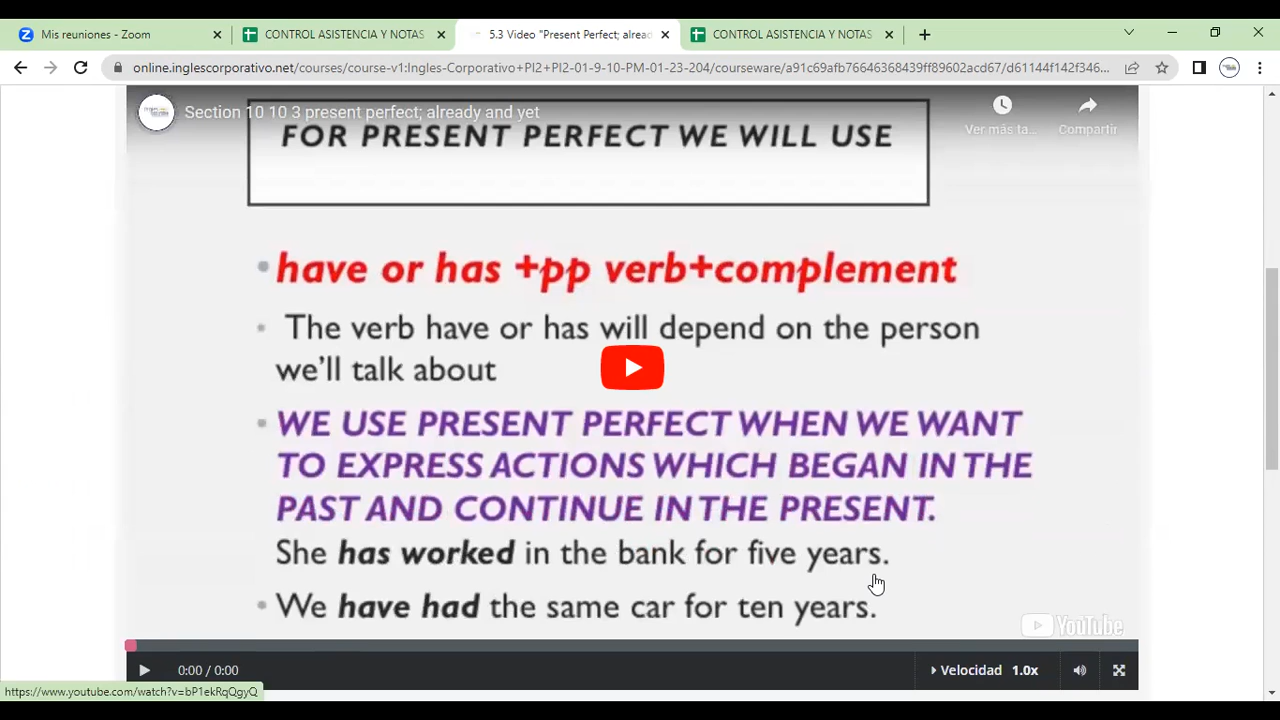 Mis reuniones - Zoom
CONTROL ASISTENCIA Y NOTAS
5.3 Video "Present Perfect; alread
CONTROL ASISTENCIA Y NOTAS
online.inglescorporativo.net/courses/course-v1:Ingles-Corporativo+PI2+PI2-01-9-10-PM-01-23-204/courseware/a91c69afb76646368439ff89602acd67/d61144f142f346...
Section 10 10 3 present perfect; already and yet
Ver más ta...
Compartir
FOR PRESENT PERFECT WE WILL USE
• have or has +pp verb+complement
• The verb have or has will depend on the person
we'll talk about
• WE USE PRESENT PERFECT WHEN WE WANT
TO EXPRESS ACTIONS WHICH BEGAN IN THE
PAST AND CONTINUE IN THE PRESENT.
She has worked in the bank for five years.
• We have had the same car for ten years.
YouTube
0:00 / 0:00
Velocidad 1.0x
https://www.youtube.com/watch?v=bP1ekRqQgyQ